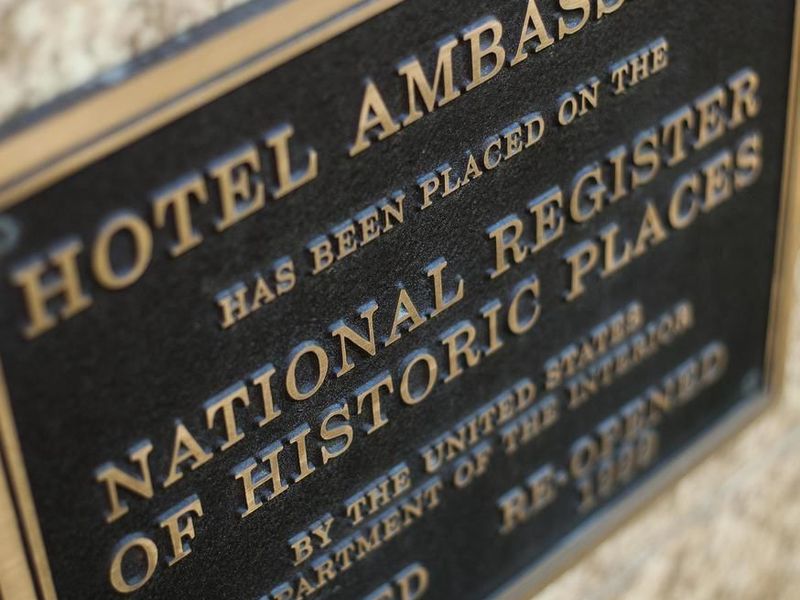 HOTEL AMBASS
HAS BEEN PLACED ON THE
NATIONAL REGISTER
OF HISTORIC PLACES
BY THE UNITED STATES
PARTMENT OF THE INTERIOR
RE-OPENED